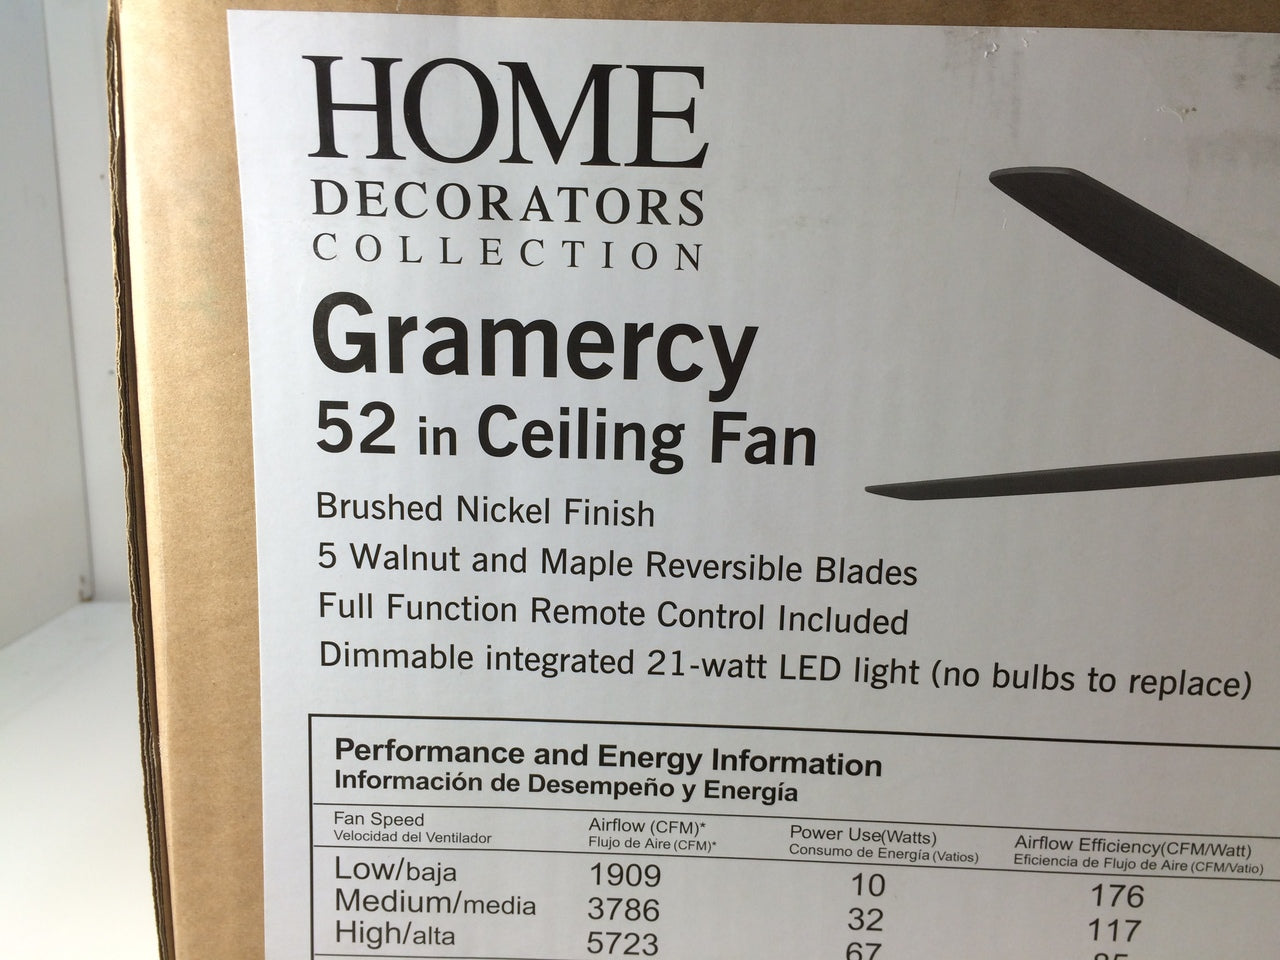 HOME
DECORATORS
COLLECTION
Gramercy
52 in Ceiling Fan
Brushed Nickel Finish
5 Walnut and Maple Reversible Blades
Full Function Remote Control Included
Dimmable integrated 21-watt LED light (no bulbs to replace)
Performance and Energy Information
Información de Desempeño y Energía
Fan Speed Airflow (CFM)* Power Use(Watts) Airflow Efficiency(CFM/Watt)
Velocidad del Ventilador Flujo de Aire (CFM)* Consumo de Energía (Vatios) Eficiencia de Flujo de Aire (CFM/Vatio)
Low/baja 1909 10 176
Medium/media 3786 32 117
High/alta 5723 67